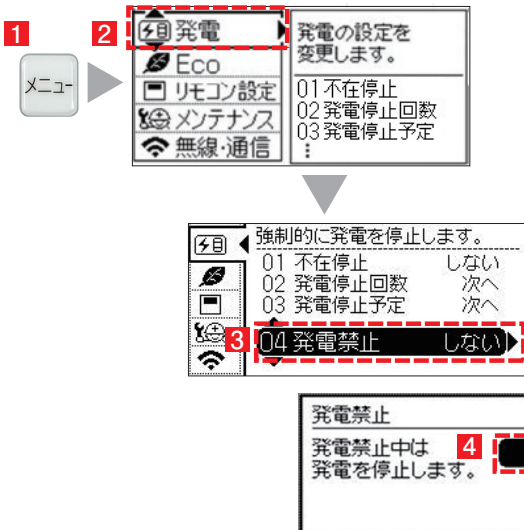 1
メニュー
2
発電
Eco
リモコン設定
メンテナンス
無線・通信
発電の設定を
変更します。
01 不在停止
02 発電停止回数
03 発電停止予定
⋮
強制的に発電を停止します。
01 不在停止 しない
02 発電停止回数 次へ
03 発電停止予定 次へ
3
04 発電禁止 しない
発電禁止
発電禁止中は
発電を停止します。
4